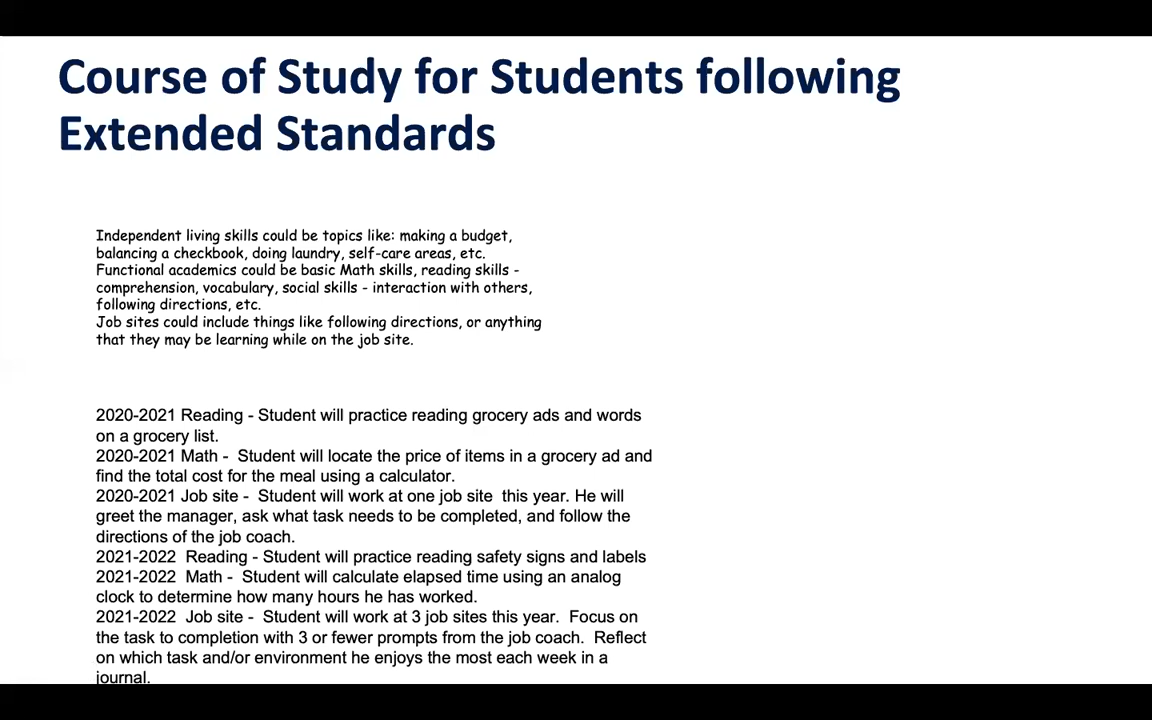 Course of Study for Students following
Extended Standards
Independent living skills could be topics like: making a budget,
balancing a checkbook, doing laundry, self-care areas, etc.
Functional academics could be basic Math skills, reading skills -
comprehension, vocabulary, social skills - interaction with others,
following directions, etc.
Job sites could include things like following directions, or anything
that they may be learning while on the job site.
2020-2021 Reading - Student will practice reading grocery ads and words
on a grocery list.
2020-2021 Math -  Student will locate the price of items in a grocery ad and
find the total cost for the meal using a calculator.
2020-2021 Job site -  Student will work at one job site  this year. He will
greet the manager, ask what task needs to be completed, and follow the
directions of the job coach.
2021-2022  Reading - Student will practice reading safety signs and labels
2021-2022  Math -  Student will calculate elapsed time using an analog
clock to determine how many hours he has worked.
2021-2022  Job site -  Student will work at 3 job sites this year.  Focus on
the task to completion with 3 or fewer prompts from the job coach.  Reflect
on which task and/or environment he enjoys the most each week in a
journal.